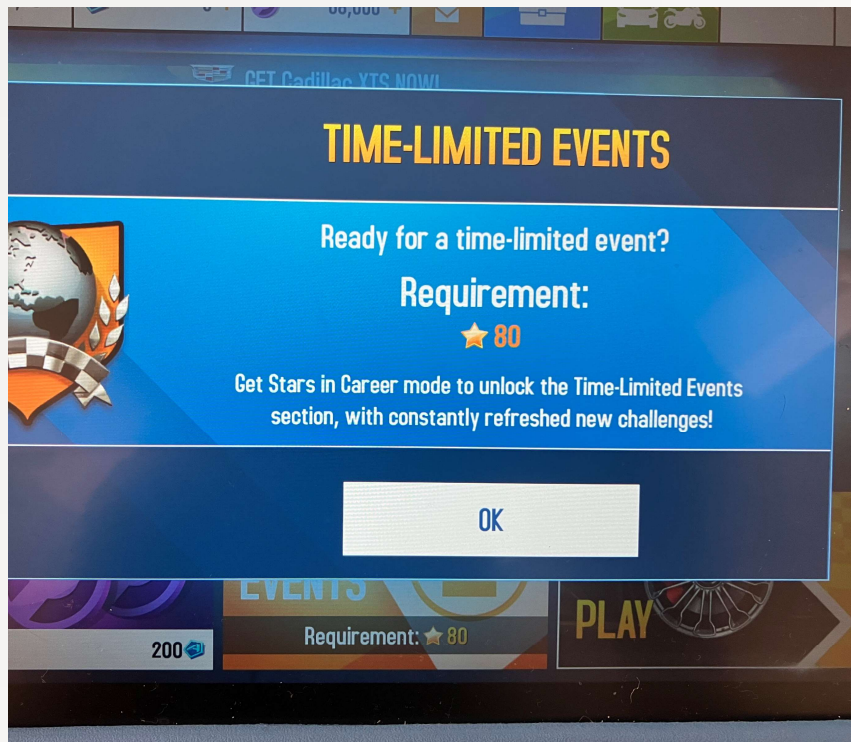 GET Cadillac XTS NOW!
TIME-LIMITED EVENTS
Ready for a time-limited event?
Requirement:
80
Get Stars in Career mode to unlock the Time-Limited Events
section, with constantly refreshed new challenges!
OK
EVENTS
Requirement: 80
PLAY
200